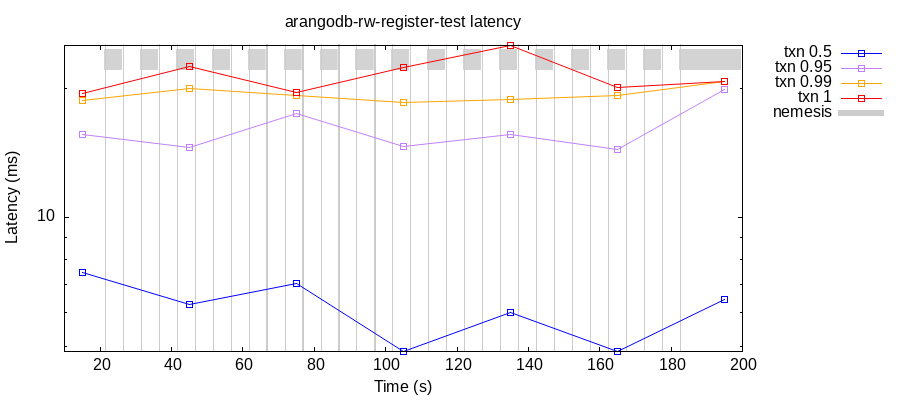 arangodb-rw-register-test latency
txn 0.5
txn 0.95
txn 0.99
txn 1
nemesis
Latency (ms)
10
20 40 60 80 100 120 140 160 180 200
Time (s)